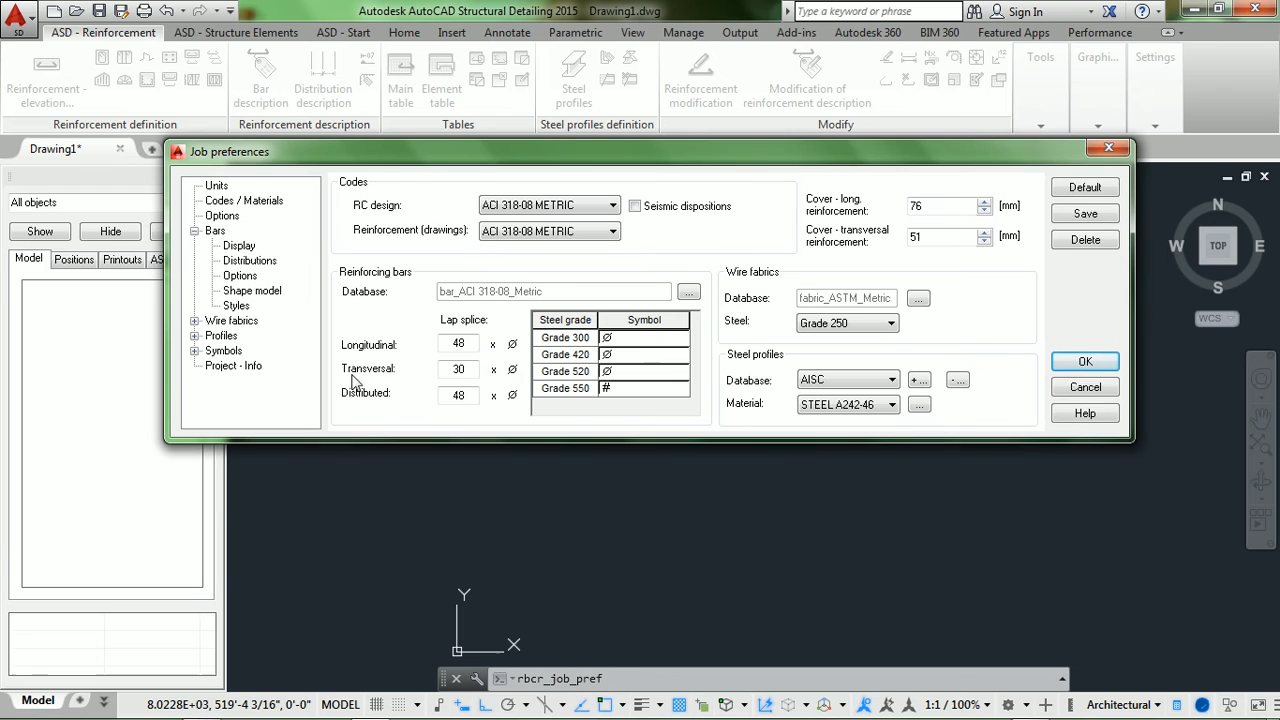 Autodesk AutoCAD Structural Detailing 2015 Drawing1.dwg
Type a keyword or phrase
Sign In
SD
ASD - Reinforcement
ASD - Structure Elements
ASD - Start
Home
Insert
Annotate
Parametric
View
Manage
Output
Add-ins
Autodesk 360
BIM 360
Featured Apps
Performance
Reinforcement - elevation...
Bar description
Distribution description
Main table
Element table
Steel profiles
Reinforcement modification
Modification of reinforcement description
Tools
Graphi...
Settings
Reinforcement definition
Reinforcement description
Tables
Steel profiles definition
Modify
Drawing1*
All objects
Show
Hide
Model
Positions
Printouts
AS
Job preferences
Units
Codes / Materials
Options
Bars
Display
Distributions
Options
Shape model
Styles
Wire fabrics
Profiles
Symbols
Project - Info
Codes
RC design:
ACI 318-08 METRIC
Seismic dispositions
Reinforcement (drawings):
ACI 318-08 METRIC
Cover - long. reinforcement:
76
[mm]
Cover - transversal reinforcement:
51
[mm]
Reinforcing bars
Database:
bar_ACI 318-08_Metric
...
Lap splice:
Longitudinal:
48 x Ø
Transversal:
30 x Ø
Distributed:
48 x Ø
Steel grade Symbol
Grade 300 Ø
Grade 420 Ø
Grade 520 Ø
Grade 550 #
Wire fabrics
Database:
fabric_ASTM_Metric
...
Steel:
Grade 250
Steel profiles
Database:
AISC
+ ...
- ...
Material:
STEEL A242-46
...
Default
Save
Delete
OK
Cancel
Help
N
W
TOP
E
S
WCS
Y
X
rbcr_job_pref
Model
8.0228E+03, 519'-4 3/16", 0'-0"
MODEL
1:1 / 100%
Architectural